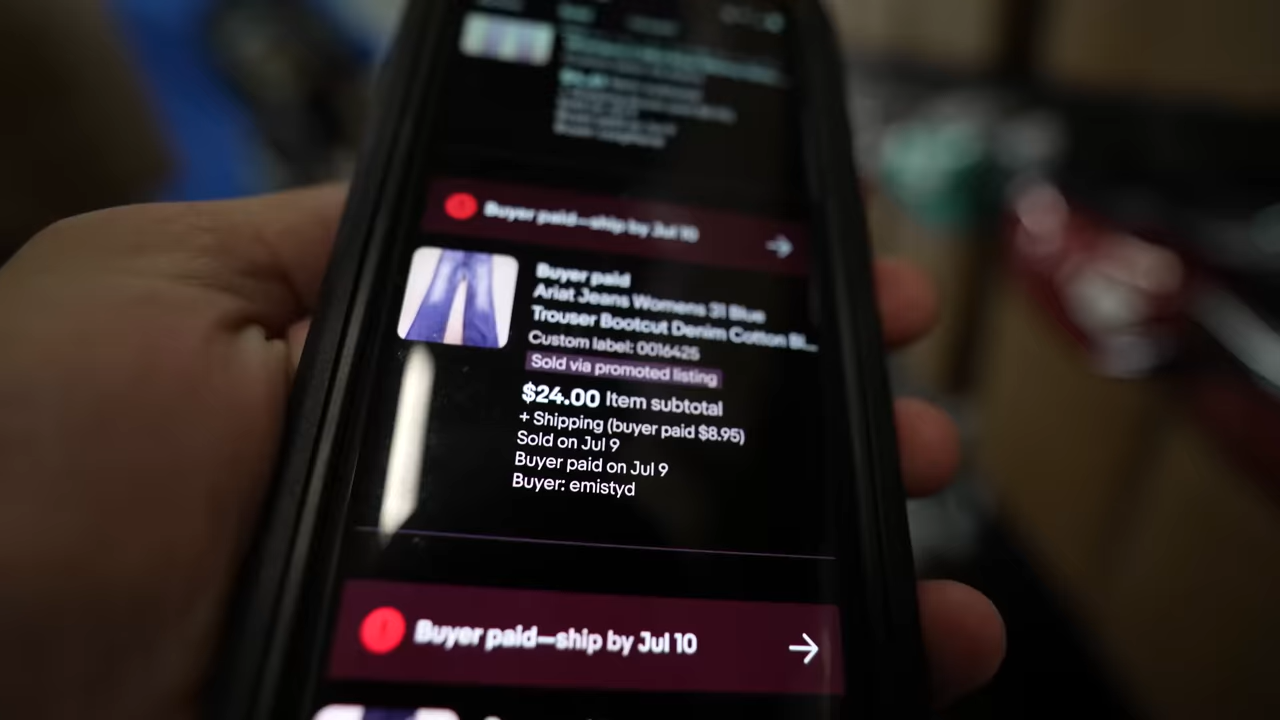 Buyer paid—ship by Jul 10
Buyer paid
Ariat Jeans Womens 31 Blue
Trouser Bootcut Denim Cotton Bl...
Custom label: 0016425
Sold via promoted listing
$24.00 Item subtotal
+ Shipping (buyer paid $8.95)
Sold on Jul 9
Buyer paid on Jul 9
Buyer: emistyd
Buyer paid—ship by Jul 10